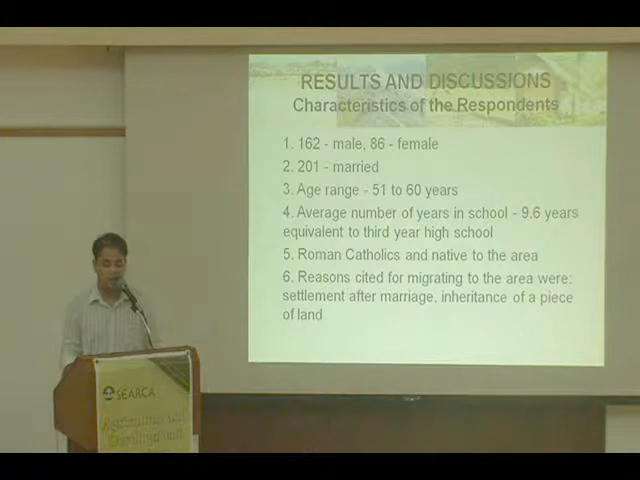 RESULTS AND DISCUSSIONS
Characteristics of the Respondents
1. 162 - male, 86 - female
2. 201 - married
3. Age range - 51 to 60 years
4. Average number of years in school - 9.6 years
equivalent to third year high school
5. Roman Catholics and native to the area
6. Reasons cited for migrating to the area were:
settlement after marriage, inheritance of a piece
of land
SEARCA
Agriculture and
Development